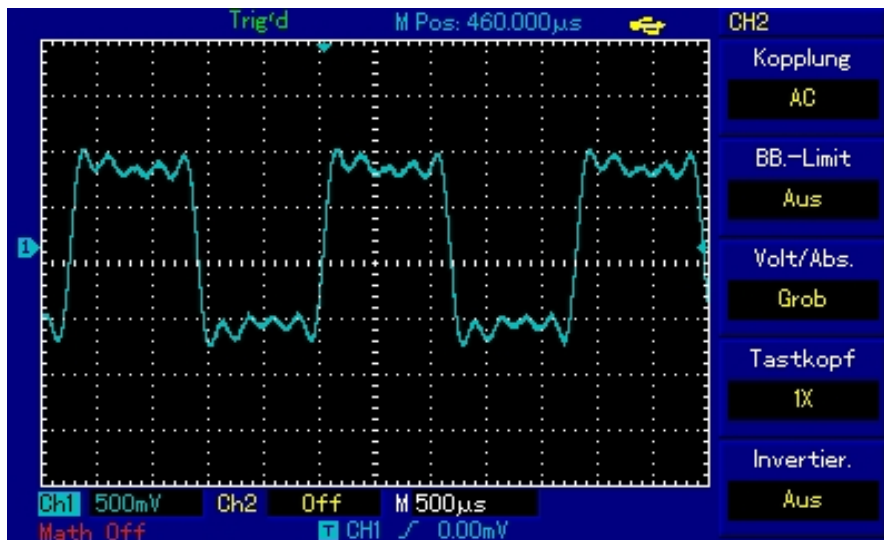 Trig'd M Pos: 460.000μs CH2
Kopplung
AC
BB.-Limit
Aus
Volt/Abs.
Grob
Tastkopf
1X
Invertier.
Aus
1
Ch1 500mV Ch2 Off M 500μs
Math Off T CH1 0.00mV